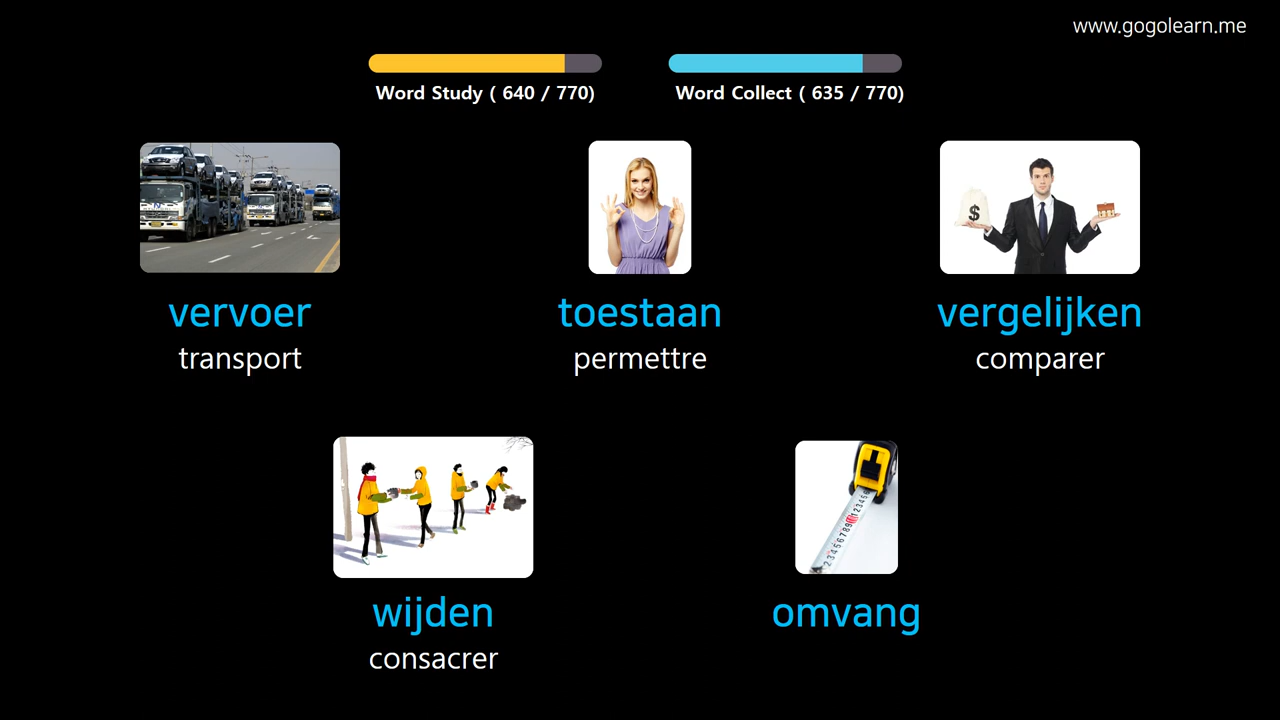 www.gogolearn.me
Word Study ( 640 / 770)
Word Collect ( 635 / 770)
vervoer
transport
toestaan
permettre
vergelijken
comparer
wijden
consacrer
omvang